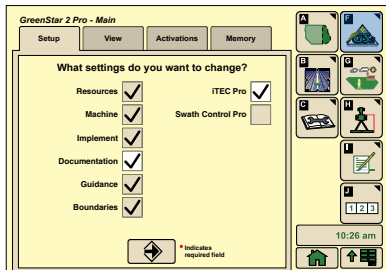 GreenStar 2 Pro - Main
Setup View Activations Memory
What settings do you want to change?
Resources iTEC Pro
Machine Swath Control Pro
Implement
Documentation
Guidance
Boundaries
* Indicates
required field
A F
B G
C H
I
J
1 2 3
10:26 am